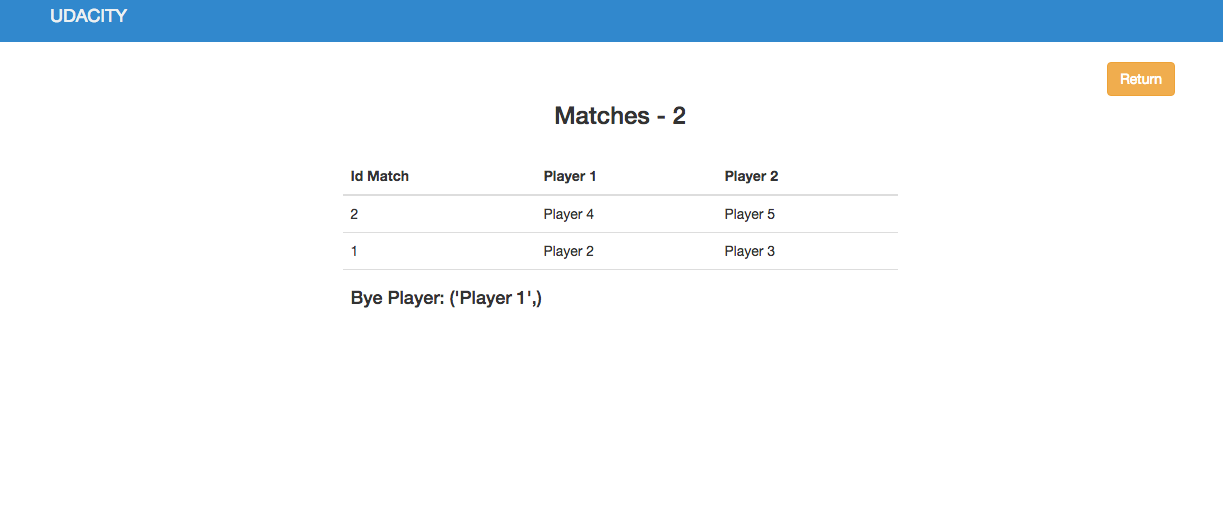 UDACITY
Return
Matches - 2
Id Match Player 1 Player 2
2 Player 4 Player 5
1 Player 2 Player 3
Bye Player: ('Player 1',)